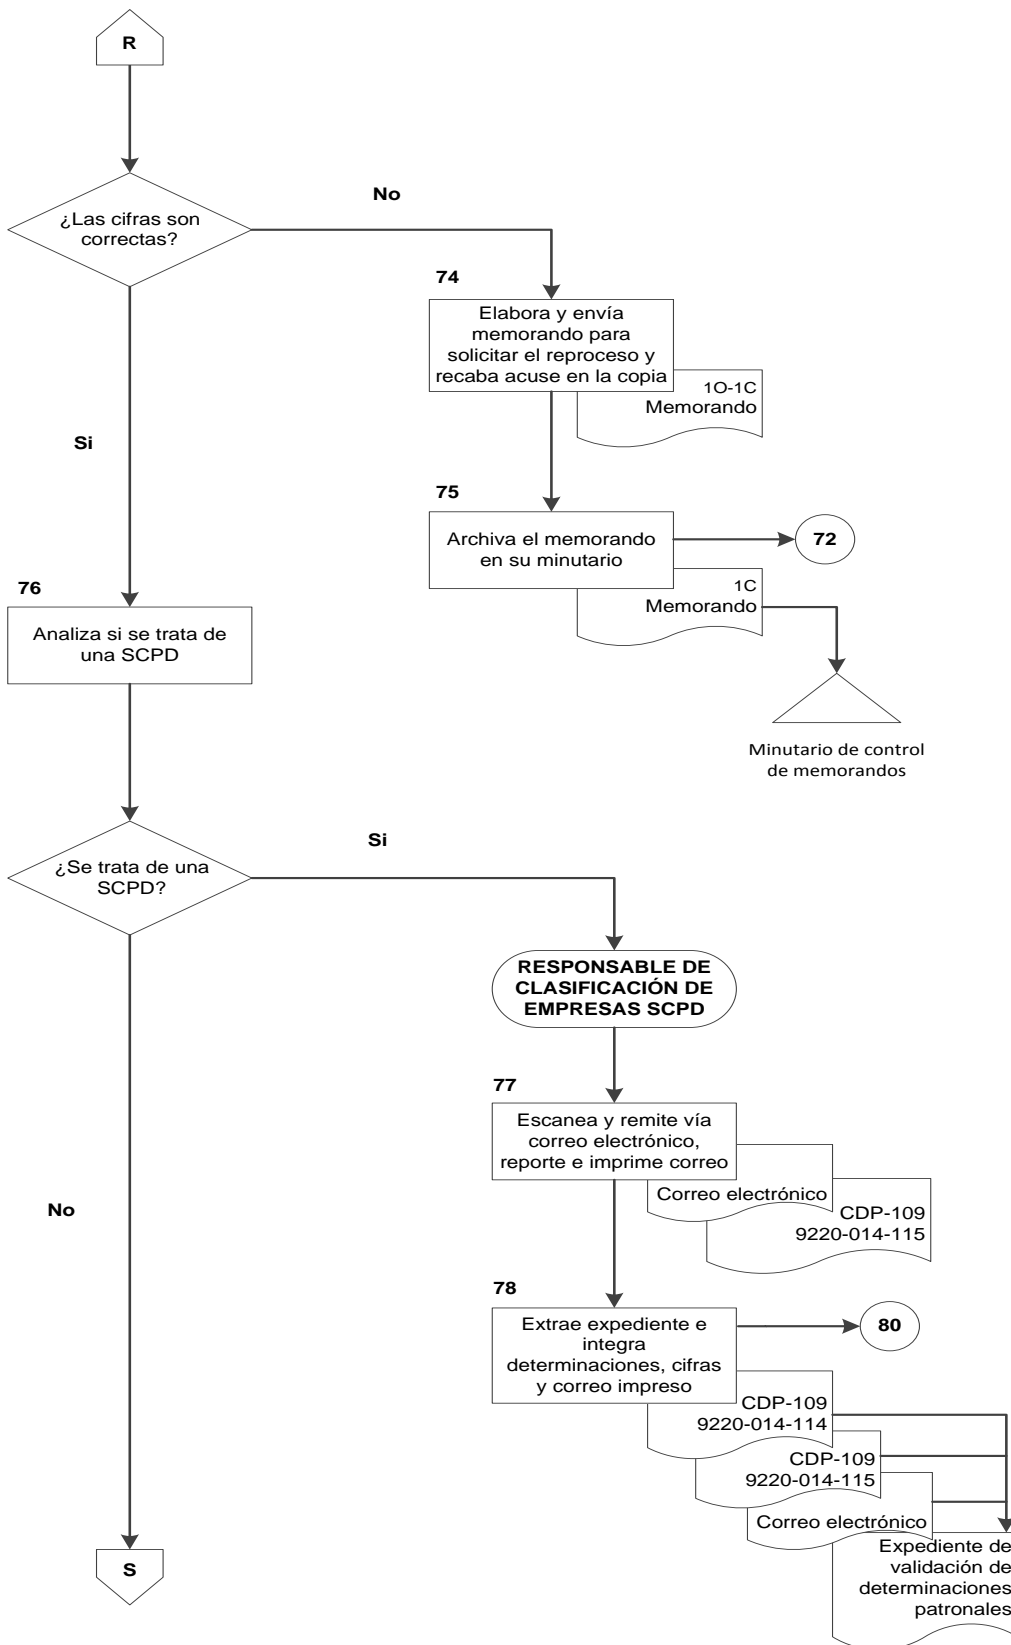 R
¿Las cifras son
correctas?
No
74
Elabora y envía
memorando para
solicitar el reproceso y
recaba acuse en la copia
1O-1C
Memorando
Si
75
Archiva el memorando
en su minutario
72
1C
Memorando
76
Analiza si se trata de
una SCPD
Minutario de control
de memorandos
¿Se trata de una
SCPD?
Si
RESPONSABLE DE
CLASIFICACIÓN DE
EMPRESAS SCPD
77
Escanea y remite vía
correo electrónico,
reporte e imprime correo
Correo electrónico
CDP-109
9220-014-115
No
78
Extrae expediente e
integra
determinaciones, cifras
y correo impreso
80
CDP-109
9220-014-114
CDP-109
9220-014-115
Correo electrónico
Expediente de
validación de
determinaciones
patronales
S